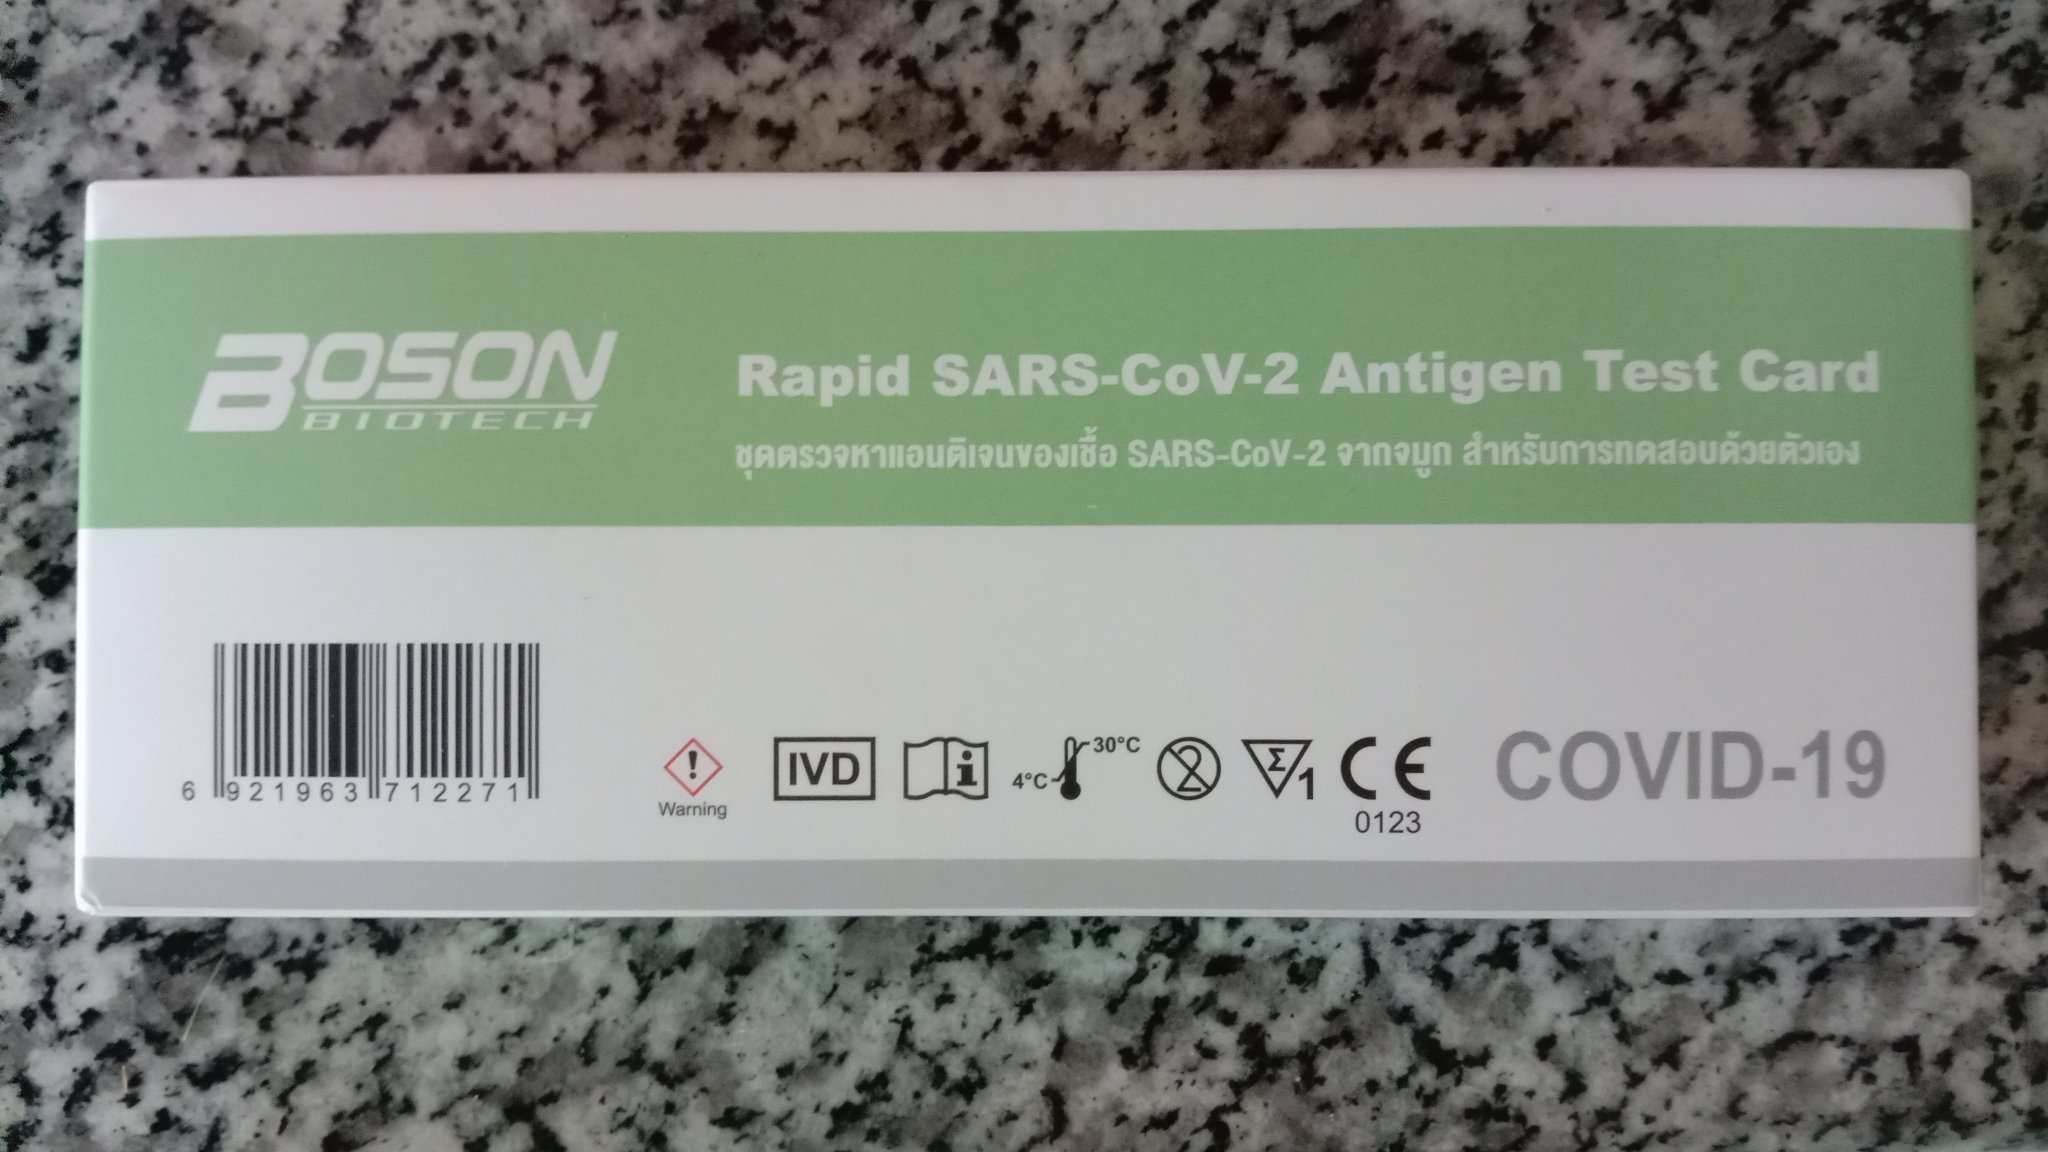 BOSON
BIOTECH
Rapid SARS-CoV-2 Antigen Test Card
ชุดตรวจหาแอนติเจนของเชื้อ SARS-CoV-2 จากจมูก สำหรับการทดสอบด้วยตัวเอง
6 921963 712271
Warning
IVD
i
4°C
30°C
2
Σ 1
CE
0123
COVID-19